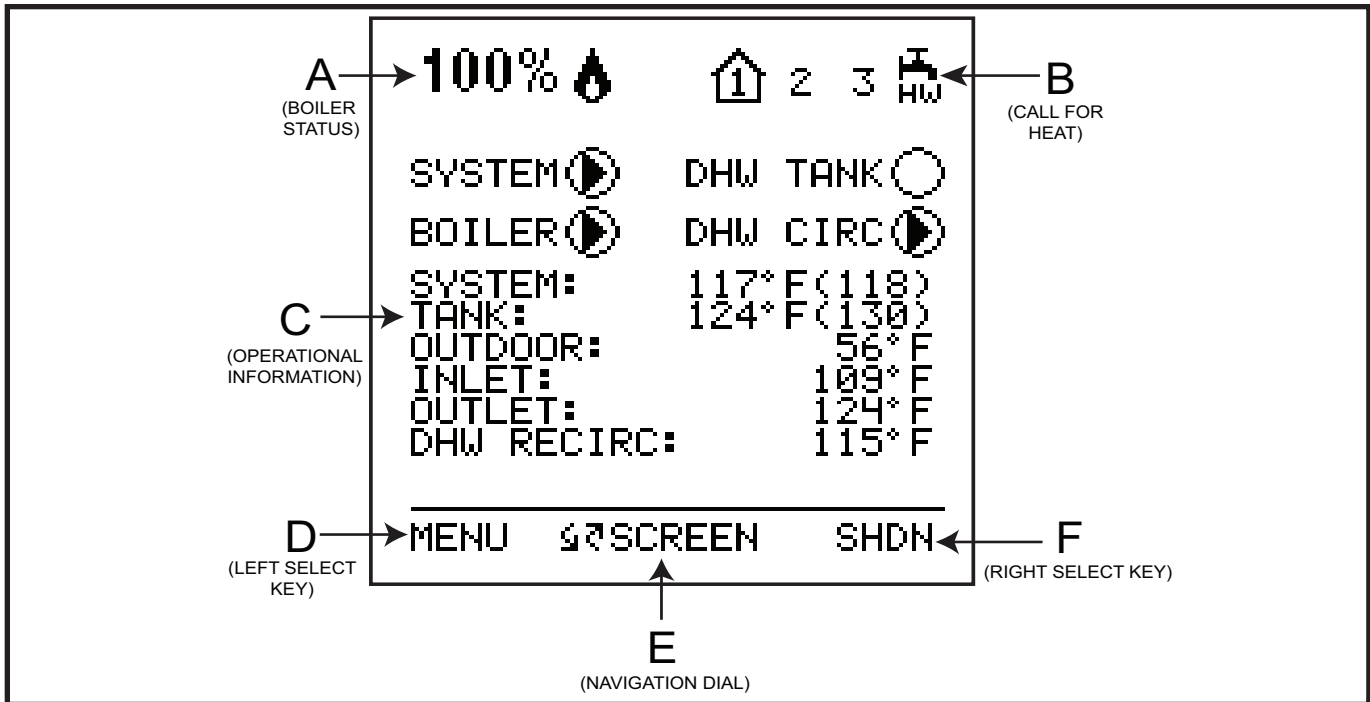 A
(BOILER
STATUS)
100%
1 2 3 HW
B
(CALL FOR
HEAT)
SYSTEM DHW TANK
BOILER DHW CIRC
C
(OPERATIONAL
INFORMATION)
SYSTEM: 117°F(118)
TANK: 124°F(130)
OUTDOOR: 56°F
INLET: 109°F
OUTLET: 124°F
DHW RECIRC: 115°F
D
(LEFT SELECT
KEY)
MENU SCREEN SHDN
F
(RIGHT SELECT KEY)
E
(NAVIGATION DIAL)